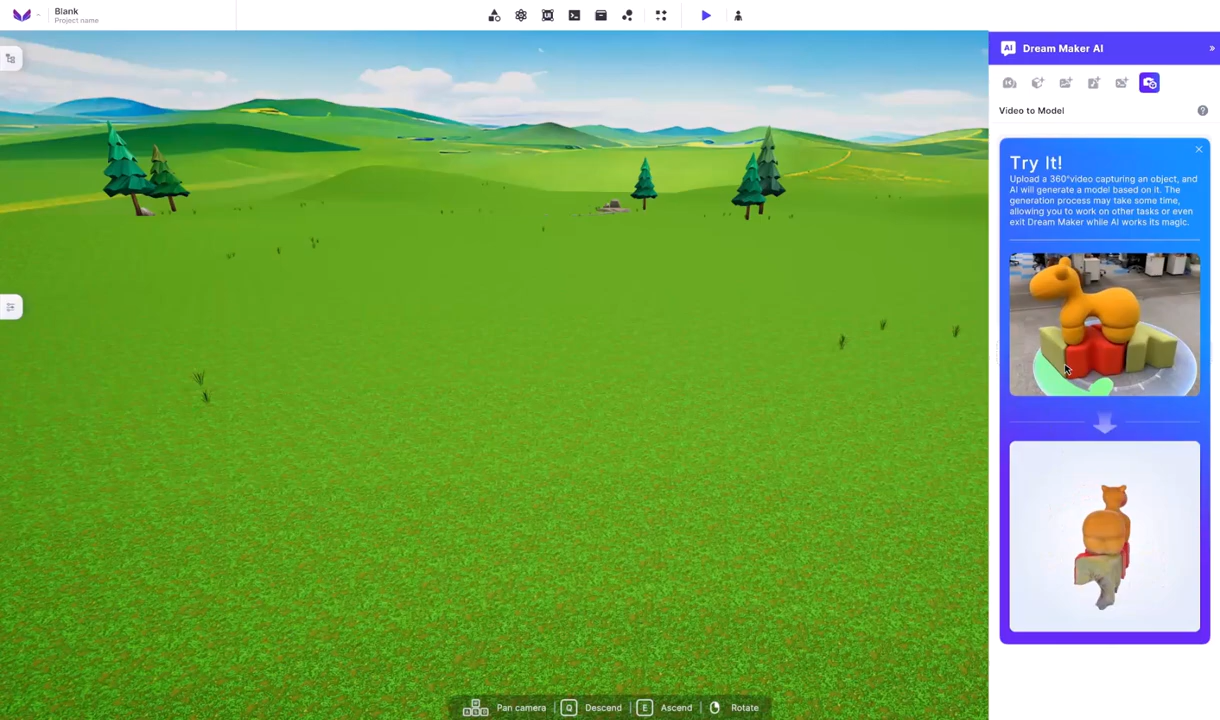 Blank
Project name
AI Dream Maker AI »
Video to Model ?
Try It!
Upload a 360°video capturing an object, and
AI will generate a model based on it. The
generation process may take some time,
allowing you to work on other tasks or even
exit Dream Maker while AI works its magic.
Pan camera Q Descend E Ascend Rotate